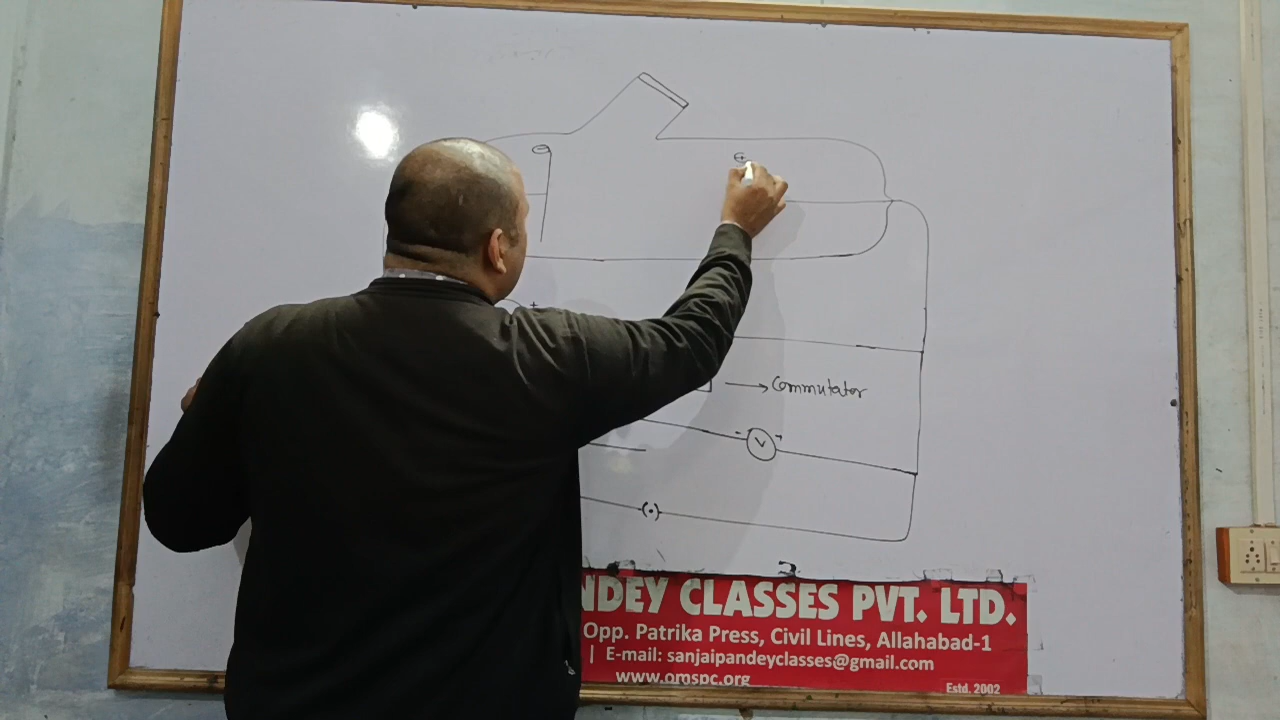 ⊖
⊕
+
→ Commutator
- V +
(•)
NDEY CLASSES PVT. LTD.
Opp. Patrika Press, Civil Lines, Allahabad-1
| E-mail: sanjaipandeyclasses@gmail.com
www.omspc.org
Estd. 2002